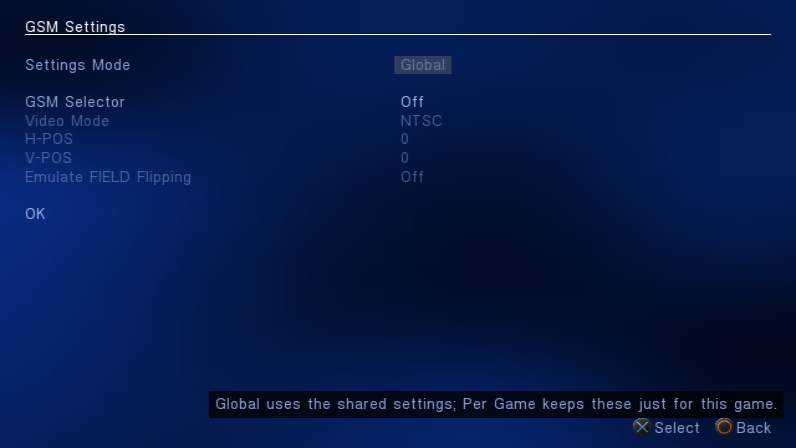 GSM Settings
Settings Mode Global
GSM Selector Off
Video Mode NTSC
H-POS 0
V-POS 0
Emulate FIELD Flipping Off
OK
Global uses the shared settings; Per Game keeps these just for this game.
Select Back